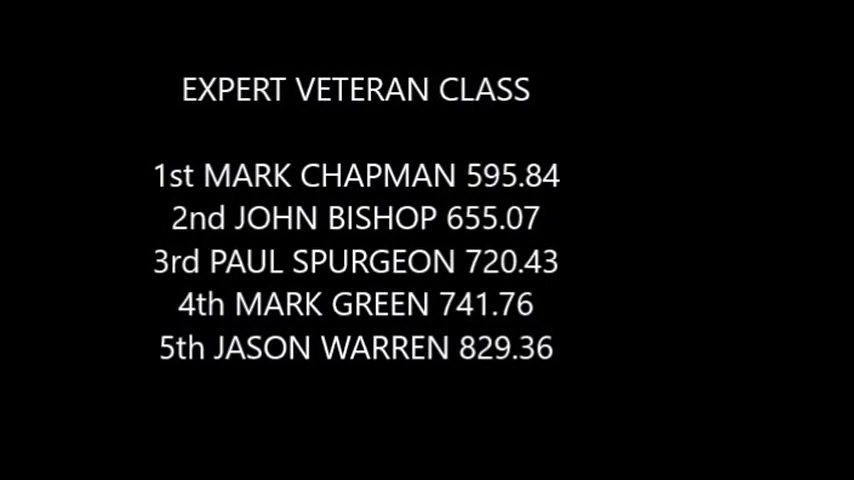 EXPERT VETERAN CLASS
1st MARK CHAPMAN 595.84
2nd JOHN BISHOP 655.07
3rd PAUL SPURGEON 720.43
4th MARK GREEN 741.76
5th JASON WARREN 829.36